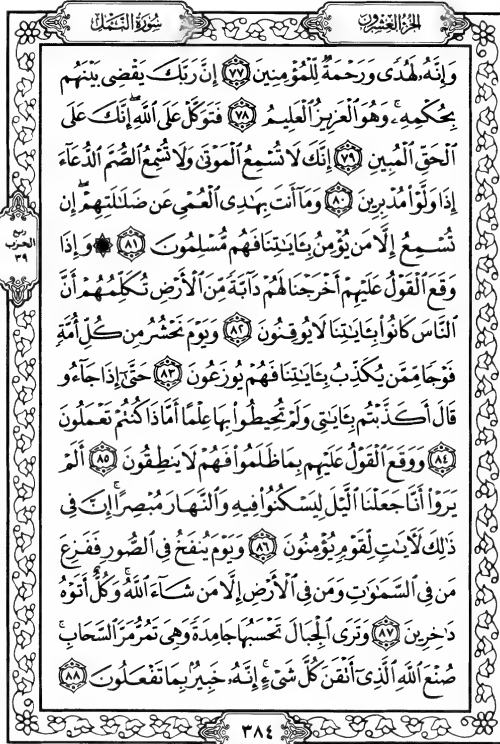 الجزء العشرون
سورة النمل
وَإِنَّهُۥ لَهُدًى وَرَحْمَةٌ لِّلْمُؤْمِنِينَ ٧٧ إِنَّ رَبَّكَ يَقْضِى بَيْنَهُم
بِحُكْمِهِۦ ۚ وَهُوَ ٱلْعَزِيزُ ٱلْعَلِيمُ ٧٨ فَتَوَكَّلْ عَلَى ٱللَّهِ ۖ إِنَّكَ عَلَى
ٱلْحَقِّ ٱلْمُبِينِ ٧٩ إِنَّكَ لَا تُسْمِعُ ٱلْمَوْتَىٰ وَلَا تُسْمِعُ ٱلصُّمَّ ٱلدُّعَآءَ
إِذَا وَلَّوْا۟ مُدْبِرِينَ ٨٠ وَمَآ أَنتَ بِهَٰدِى ٱلْعُمْىِ عَن ضَلَٰلَتِهِمْ ۖ إِن
تُسْمِعُ إِلَّا مَن يُؤْمِنُ بِـَٔايَٰتِنَا فَهُم مُّسْلِمُونَ ٨١ ۞ وَإِذَا
وَقَعَ ٱلْقَوْلُ عَلَيْهِمْ أَخْرَجْنَا لَهُمْ دَآبَّةً مِّنَ ٱلْأَرْضِ تُكَلِّمُهُمْ أَنَّ
ٱلنَّاسَ كَانُوا۟ بِـَٔايَٰتِنَا لَا يُوقِنُونَ ٨٢ وَيَوْمَ نَحْشُرُ مِن كُلِّ أُمَّةٍ
فَوْجًا مِّمَّن يُكَذِّبُ بِـَٔايَٰتِنَا فَهُمْ يُوزَعُونَ ٨٣ حَتَّىٰٓ إِذَا جَآءُو
قَالَ أَكَذَّبْتُم بِـَٔايَٰتِى وَلَمْ تُحِيطُوا۟ بِهَا عِلْمًا أَمَّاذَا كُنتُمْ تَعْمَلُونَ
٨٤ وَوَقَعَ ٱلْقَوْلُ عَلَيْهِم بِمَا ظَلَمُوا۟ فَهُمْ لَا يَنطِقُونَ ٨٥ أَلَمْ
يَرَوْا۟ أَنَّا جَعَلْنَا ٱلَّيْلَ لِيَسْكُنُوا۟ فِيهِ وَٱلنَّهَارَ مُبْصِرًا ۚ إِنَّ فِى
ذَٰلِكَ لَـَٔايَٰتٍ لِّقَوْمٍ يُؤْمِنُونَ ٨٦ وَيَوْمَ يُنفَخُ فِى ٱلصُّورِ فَفَزِعَ
مَن فِى ٱلسَّمَٰوَٰتِ وَمَن فِى ٱلْأَرْضِ إِلَّا مَن شَآءَ ٱللَّهُ ۚ وَكُلٌّ أَتَوْهُ
دَٰخِرِينَ ٨٧ وَتَرَى ٱلْجِبَالَ تَحْسَبُهَا جَامِدَةً وَهِىَ تَمُرُّ مَرَّ ٱلسَّحَابِ ۚ
صُنْعَ ٱللَّهِ ٱلَّذِىٓ أَتْقَنَ كُلَّ شَىْءٍ ۚ إِنَّهُۥ خَبِيرٌۢ بِمَا تَفْعَلُونَ ٨٨
ربع
الحزب
٣٩
٣٨٤